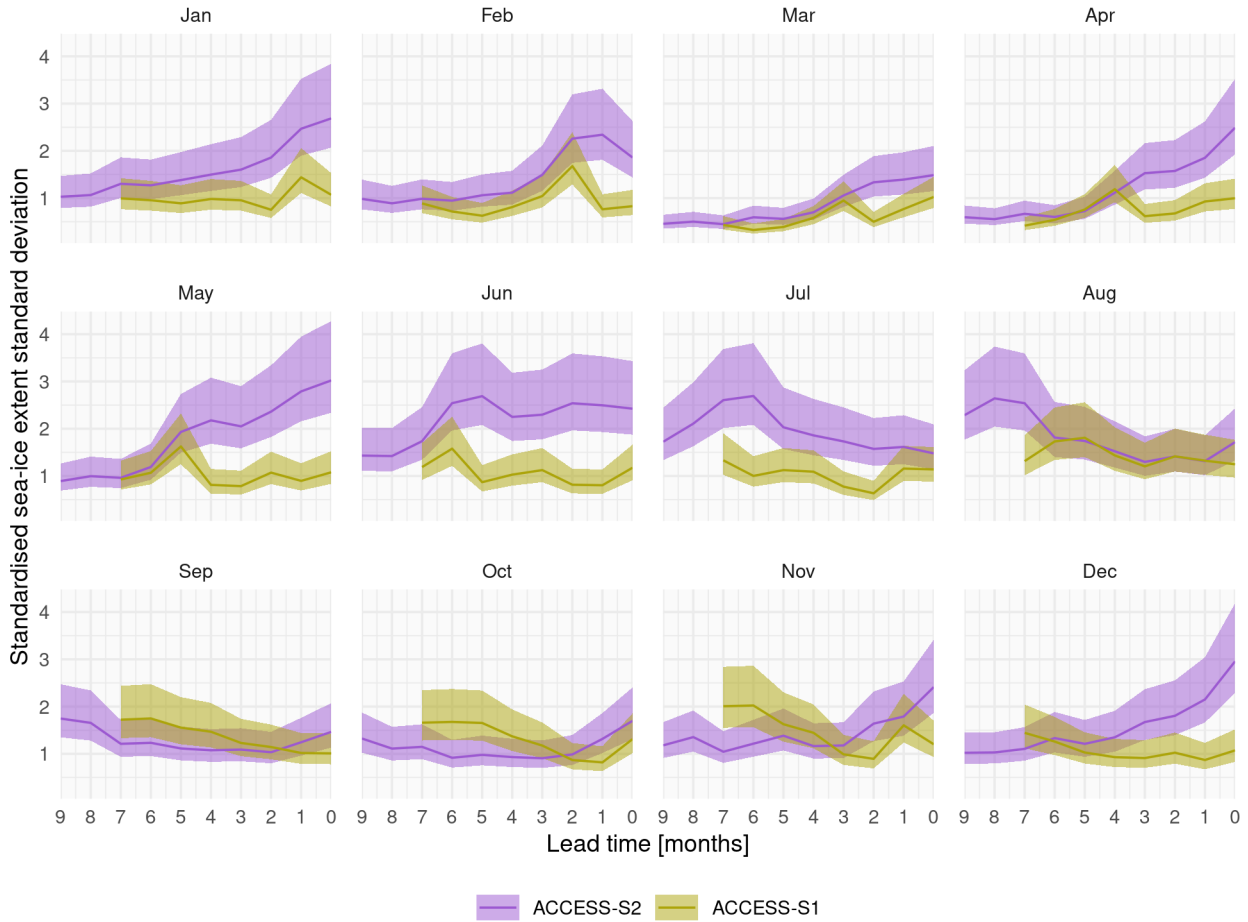 Jan Feb Mar Apr
4
3
2
1
May Jun Jul Aug
4
3
2
1
Sep Oct Nov Dec
4
3
2
1
9 8 7 6 5 4 3 2 1 0 9 8 7 6 5 4 3 2 1 0 9 8 7 6 5 4 3 2 1 0 9 8 7 6 5 4 3 2 1 0
Standardised sea-ice extent standard deviation
Lead time [months]
ACCESS-S2 ACCESS-S1